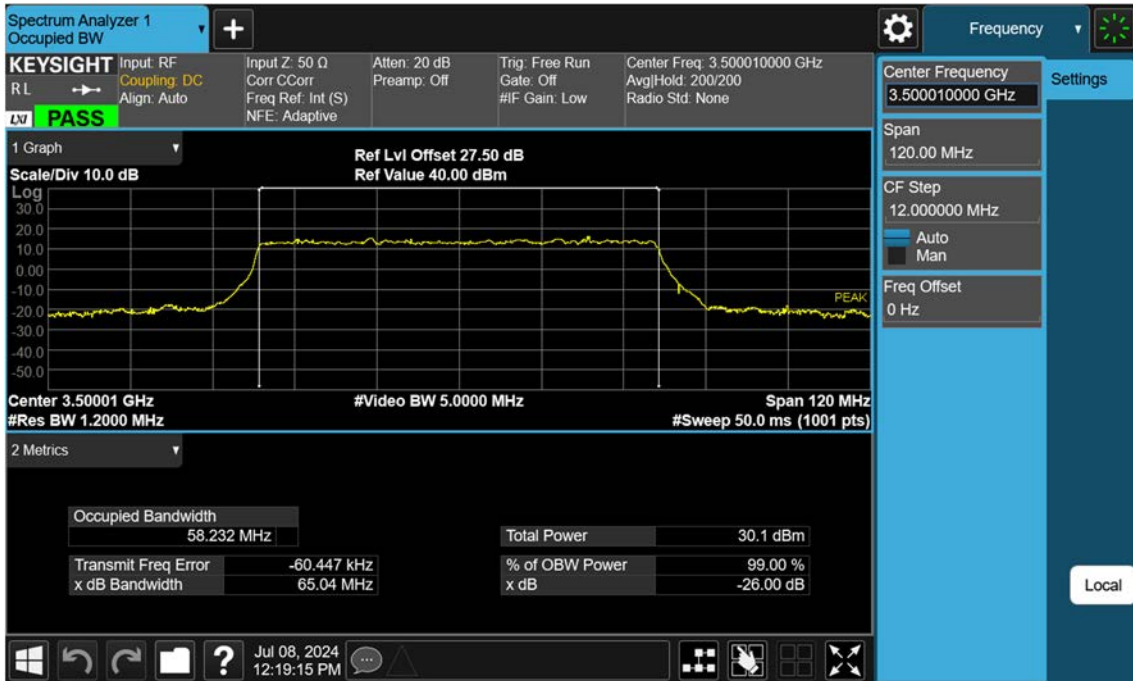 Spectrum Analyzer 1
Occupied BW
Frequency
KEYSIGHT
R L
LXI
PASS
Input: RF
Coupling: DC
Align: Auto
Input Z: 50 Ω
Corr CCorr
Freq Ref: Int (S)
NFE: Adaptive
Atten: 20 dB
Preamp: Off
Trig: Free Run
Gate: Off
#IF Gain: Low
Center Freq: 3.500010000 GHz
Avg|Hold: 200/200
Radio Std: None
Center Frequency
3.500010000 GHz
Settings
Span
120.00 MHz
CF Step
12.000000 MHz
Auto
Man
Freq Offset
0 Hz
Local
1 Graph
Scale/Div 10.0 dB
Ref Lvl Offset 27.50 dB
Ref Value 40.00 dBm
Log
30.0
20.0
10.0
0.00
-10.0
-20.0
-30.0
-40.0
-50.0
PEAK
Center 3.50001 GHz
#Video BW 5.0000 MHz
Span 120 MHz
#Res BW 1.2000 MHz
#Sweep 50.0 ms (1001 pts)
2 Metrics
Occupied Bandwidth
58.232 MHz
Total Power 30.1 dBm
Transmit Freq Error -60.447 kHz
% of OBW Power 99.00 %
x dB Bandwidth 65.04 MHz
x dB -26.00 dB
?
Jul 08, 2024
12:19:15 PM